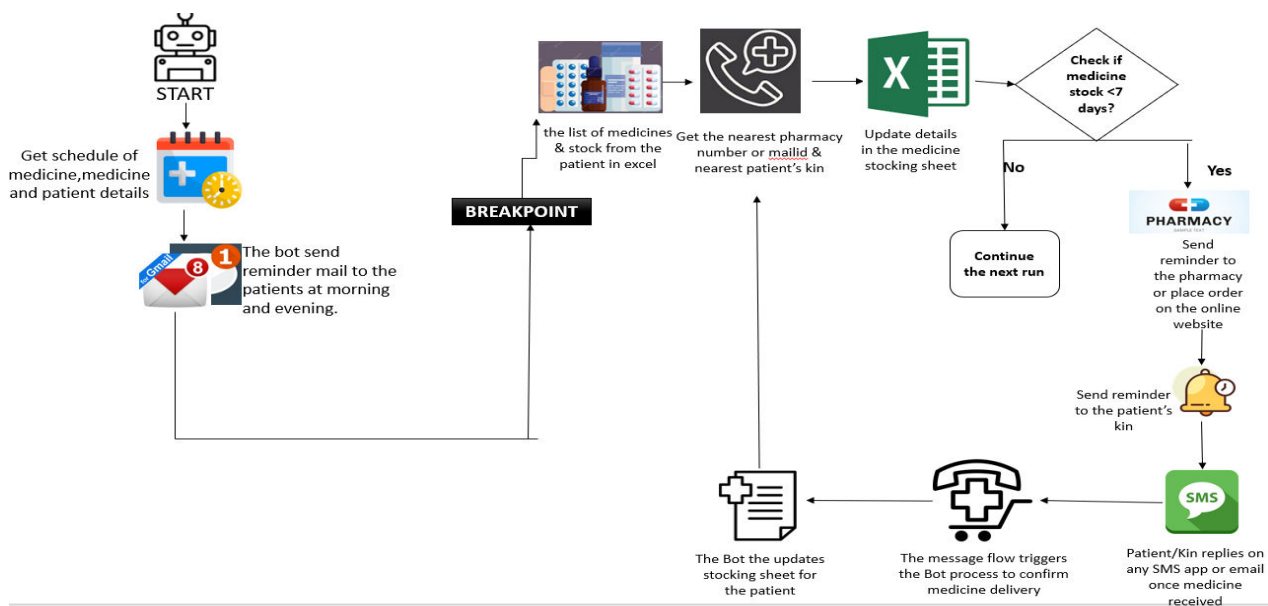 START
Get schedule of
medicine,medicine
and patient details
for Gmail
8
1
The bot send
reminder mail to the
patients at morning
and evening.
BREAKPOINT
the list of medicines
& stock from the
patient in excel
Get the nearest pharmacy
number or mailid &
nearest patient's kin
X
Update details
in the medicine
stocking sheet
Check if
medicine
stock <7
days?
No
Yes
Continue
the next run
PHARMACY
SAMPLE TEXT
Send
reminder to
the pharmacy
or place order
on the online
website
Send reminder
to the patient's
kin
SMS
Patient/Kin replies on
any SMS app or email
once medicine
received
The message flow triggers
the Bot process to confirm
medicine delivery
The Bot the updates
stocking sheet for
the patient